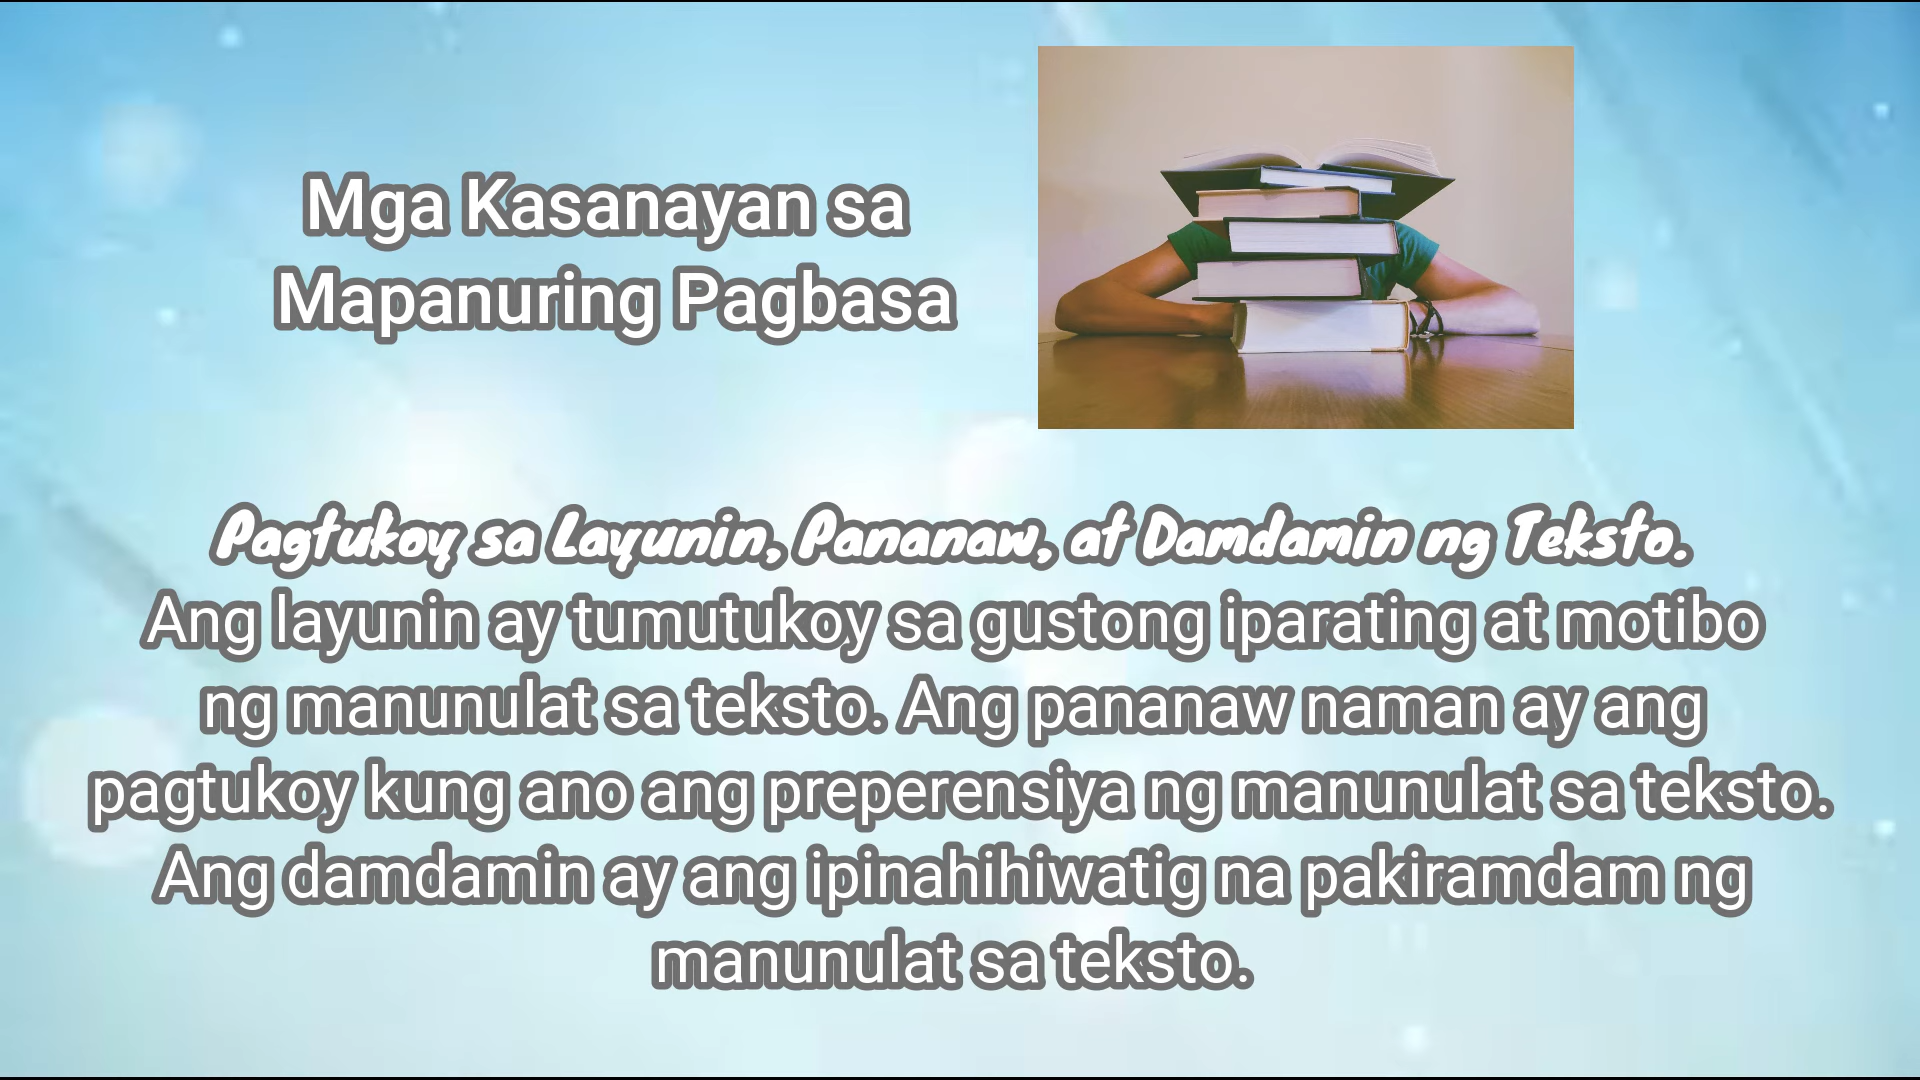 Mga Kasanayan sa
Mapanuring Pagbasa
Pagtukoy sa Layunin, Pananaw, at Damdamin ng Teksto.
Ang layunin ay tumutukoy sa gustong iparating at motibo
ng manunulat sa teksto. Ang pananaw naman ay ang
pagtukoy kung ano ang preperensiya ng manunulat sa teksto.
Ang damdamin ay ang ipinahihiwatig na pakiramdam ng
manunulat sa teksto.